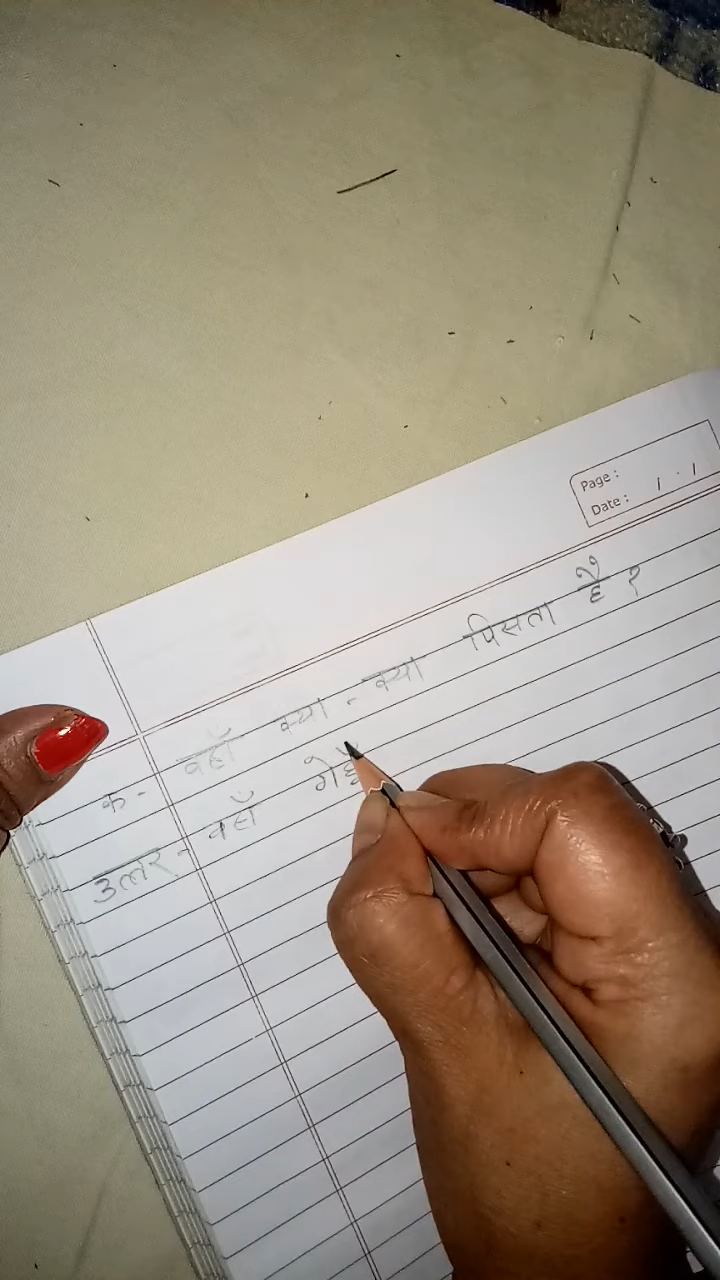 Page :
Date : / . /
क- वहाँ क्या - क्या पिसता है ?
उत्तर - वहाँ गेहूँ